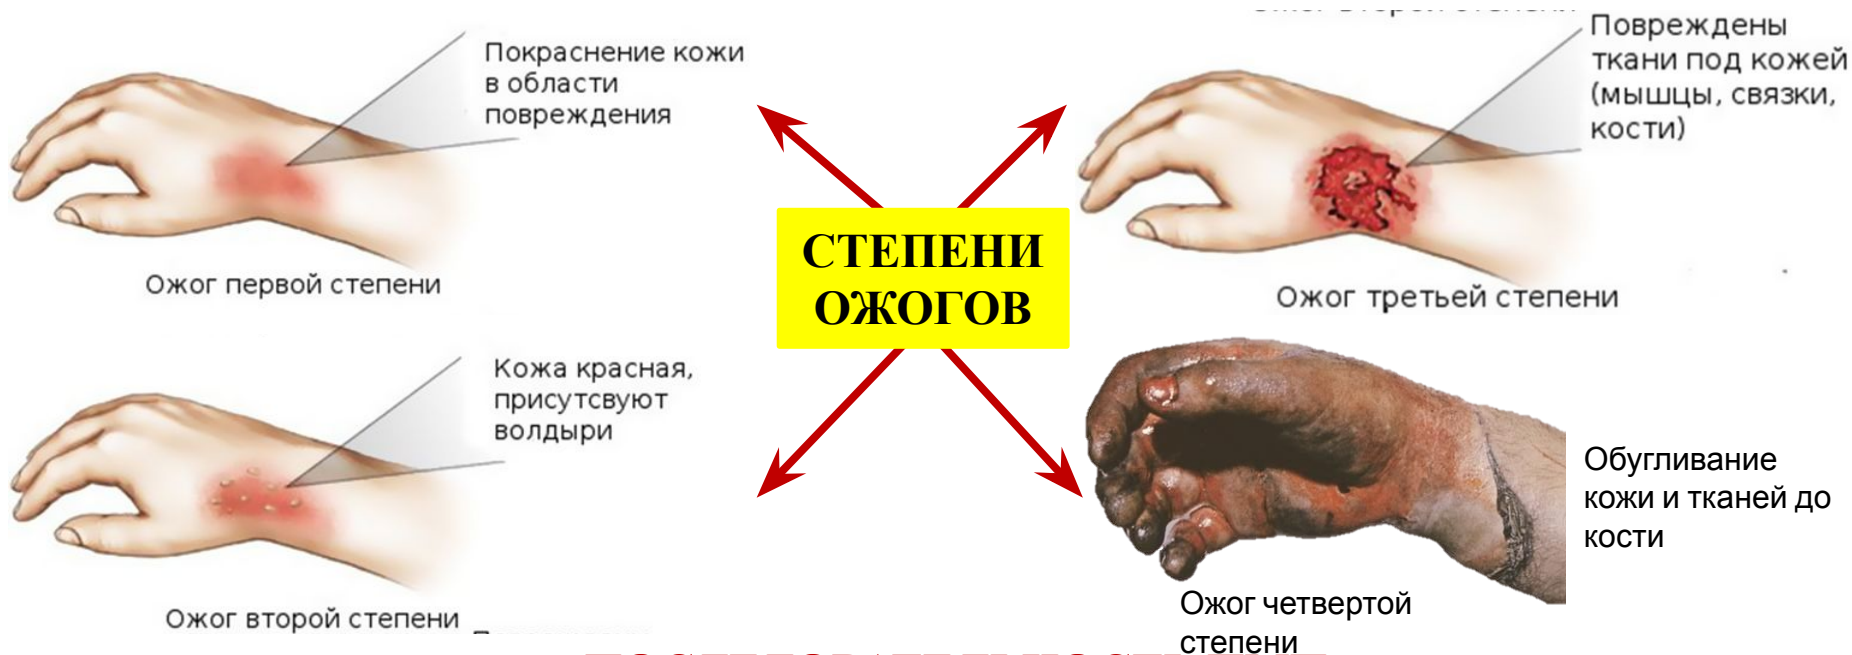 Покраснение кожи
в области
повреждения
Ожог первой степени
Повреждены
ткани под кожей
(мышцы, связки,
кости)
Ожог третьей степени
СТЕПЕНИ
ОЖОГОВ
Кожа красная,
присутсвуют
волдыри
Ожог второй степени
Обугливание
кожи и тканей до
кости
Ожог четвертой
степени